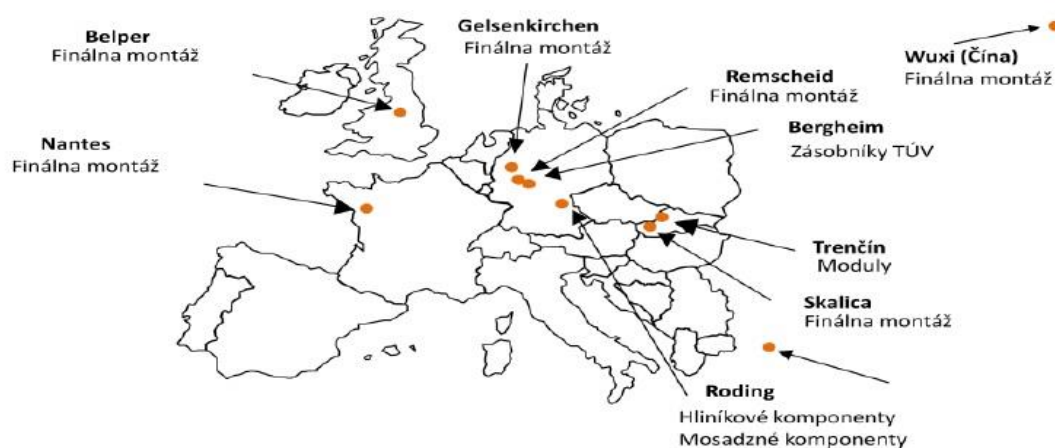 Belper
Finálna montáž
Gelsenkirchen
Finálna montáž
Wuxi (Čína)
Finálna montáž
Remscheid
Finálna montáž
Bergheim
Zásobníky TÚV
Nantes
Finálna montáž
Trenčín
Moduly
Skalica
Finálna montáž
Roding
Hliníkové komponenty
Mosadzné komponenty